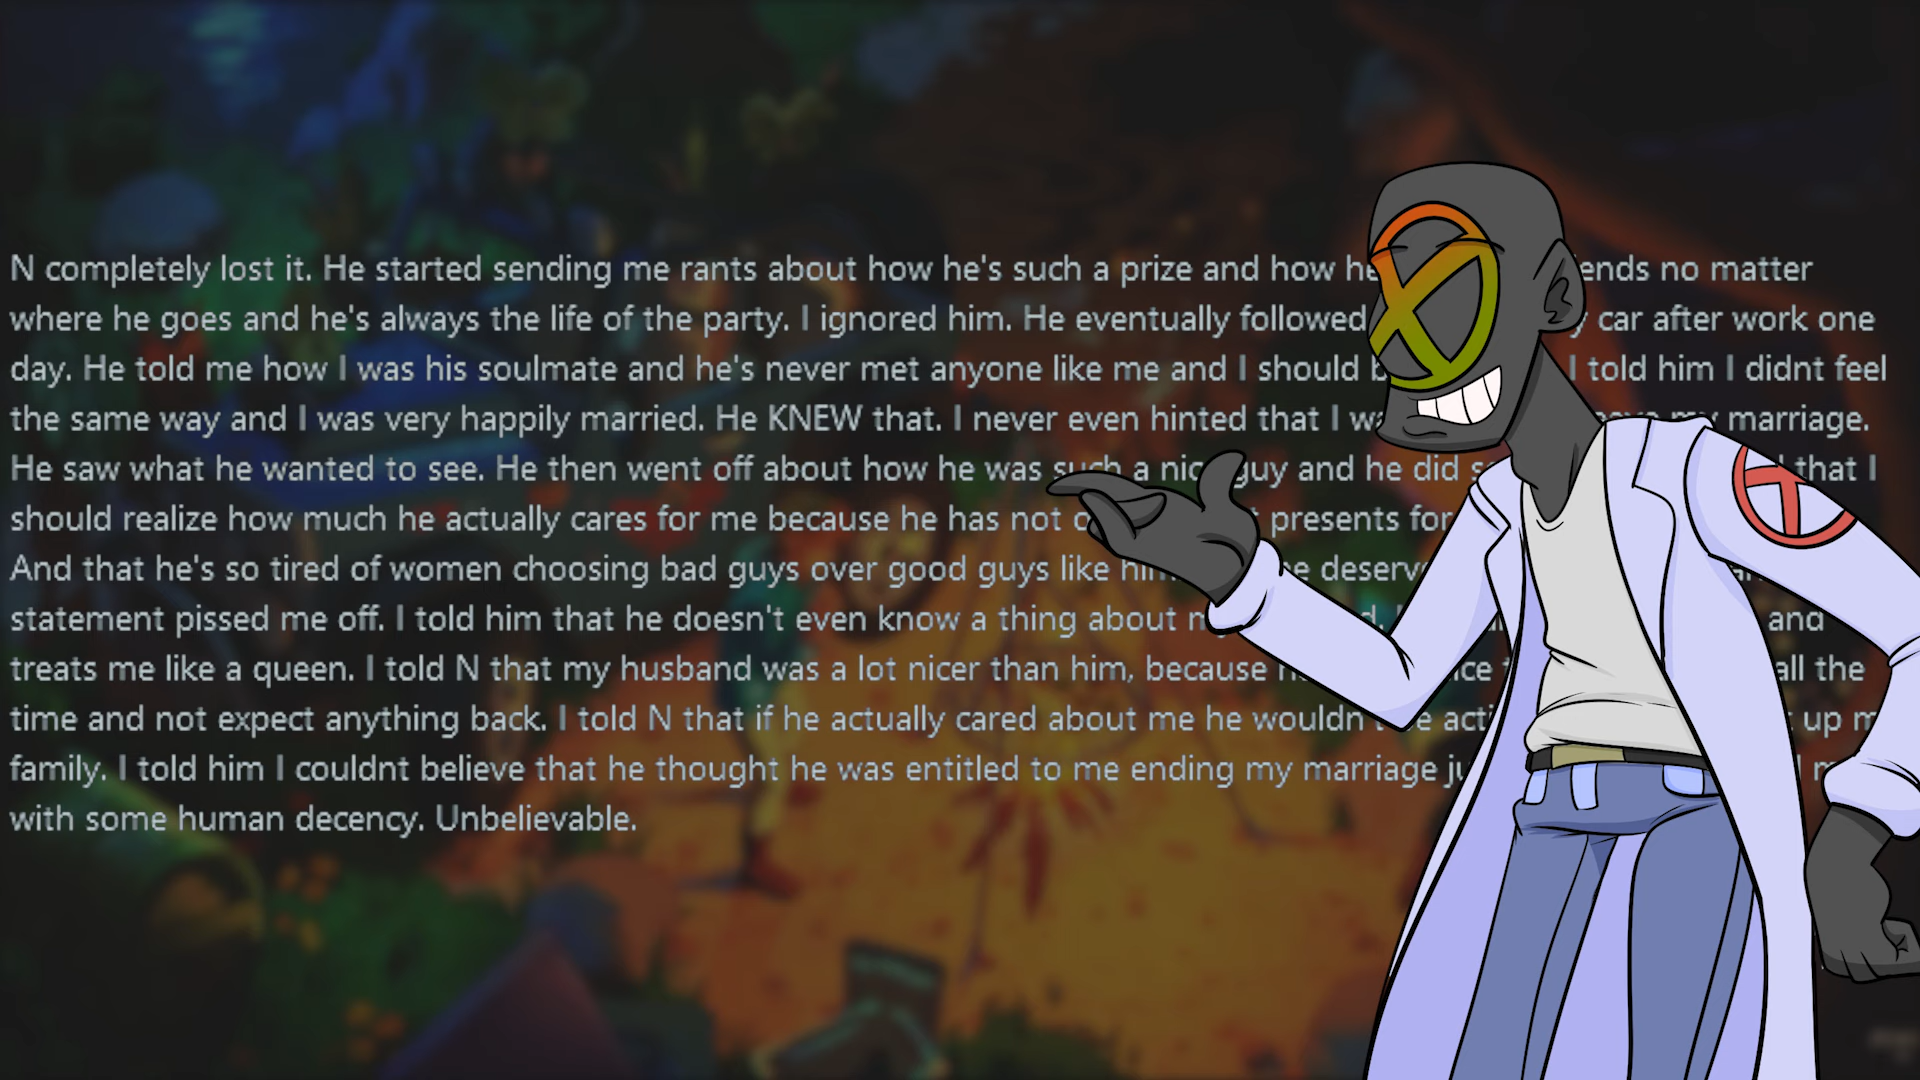 N completely lost it. He started sending me rants about how he's such a prize and how no matter
where he goes and he's always the life of the party. I ignored him. He eventually followed car after work one
day. He told me how I was his soulmate and he's never met anyone like me and I should I told him I didnt feel
the same way and I was very happily married. He KNEW that. I never even hinted that I marriage.
He saw what he wanted to see. He then went off about how he was such a nice guy and he did that I
should realize how much he actually cares for me because he has not presents for
And that he's so tired of women choosing bad guys over good guys like
statement pissed me off. I told him that he doesn't even know a thing about and
treats me like a queen. I told N that my husband was a lot nicer than him, because all the
time and not expect anything back. I told N that if he actually cared about me he up
family. I told him I couldnt believe that he thought he was entitled to me ending my marriage
with some human decency. Unbelievable.